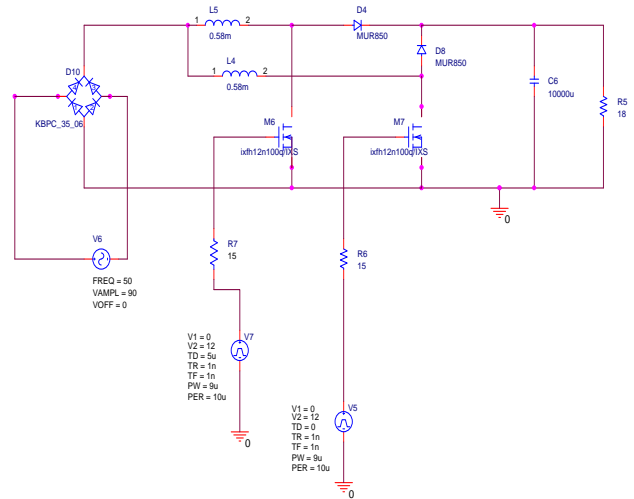 L5
1
2
0.58m
D4
MUR850
D8
MUR850
L4
1
2
0.58m
D10
KBPC_35_06
C6
10000u
R5
18
M6
ixfh12n100q/IXS
M7
ixfh12n100q/IXS
0
V6
FREQ = 50
VAMPL = 90
VOFF = 0
R7
15
R6
15
V7
V1 = 0
V2 = 12
TD = 5u
TR = 1n
TF = 1n
PW = 9u
PER = 10u
0
V5
V1 = 0
V2 = 12
TD = 0
TR = 1n
TF = 1n
PW = 9u
PER = 10u
0